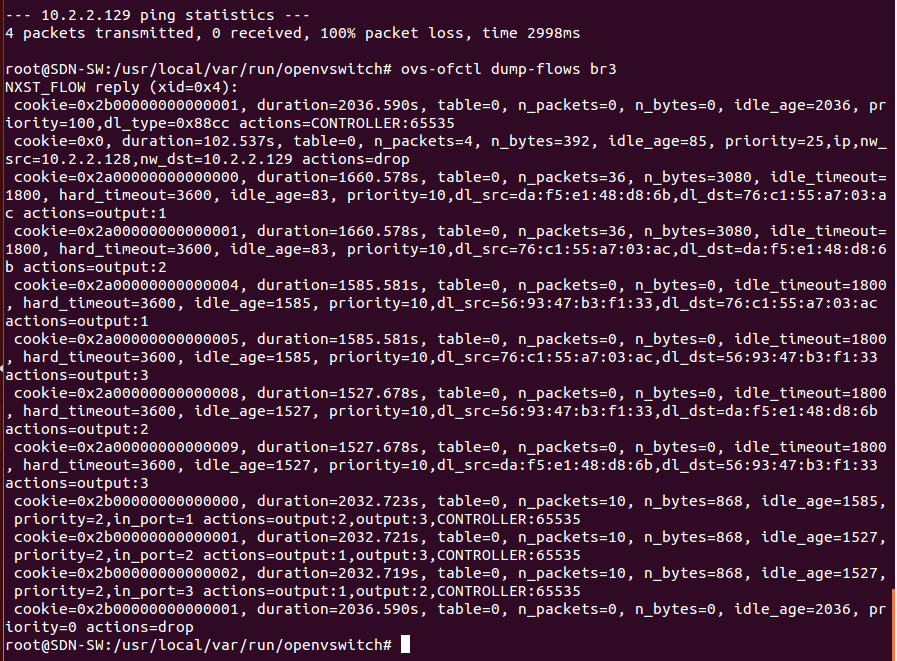 --- 10.2.2.129 ping statistics ---
4 packets transmitted, 0 received, 100% packet loss, time 2998ms

root@SDN-SW:/usr/local/var/run/openvswitch# ovs-ofctl dump-flows br3
NXST_FLOW reply (xid=0x4):
 cookie=0x2b00000000000001, duration=2036.590s, table=0, n_packets=0, n_bytes=0, idle_age=2036, pr
iority=100,dl_type=0x88cc actions=CONTROLLER:65535
 cookie=0x0, duration=102.537s, table=0, n_packets=4, n_bytes=392, idle_age=85, priority=25,ip,nw_
src=10.2.2.128,nw_dst=10.2.2.129 actions=drop
 cookie=0x2a00000000000000, duration=1660.578s, table=0, n_packets=36, n_bytes=3080, idle_timeout=
1800, hard_timeout=3600, idle_age=83, priority=10,dl_src=da:f5:e1:48:d8:6b,dl_dst=76:c1:55:a7:03:a
c actions=output:1
 cookie=0x2a00000000000001, duration=1660.578s, table=0, n_packets=36, n_bytes=3080, idle_timeout=
1800, hard_timeout=3600, idle_age=83, priority=10,dl_src=76:c1:55:a7:03:ac,dl_dst=da:f5:e1:48:d8:6
b actions=output:2
 cookie=0x2a00000000000004, duration=1585.581s, table=0, n_packets=0, n_bytes=0, idle_timeout=1800
, hard_timeout=3600, idle_age=1585, priority=10,dl_src=56:93:47:b3:f1:33,dl_dst=76:c1:55:a7:03:ac
actions=output:1
 cookie=0x2a00000000000005, duration=1585.581s, table=0, n_packets=0, n_bytes=0, idle_timeout=1800
, hard_timeout=3600, idle_age=1585, priority=10,dl_src=76:c1:55:a7:03:ac,dl_dst=56:93:47:b3:f1:33
actions=output:3
 cookie=0x2a00000000000008, duration=1527.678s, table=0, n_packets=0, n_bytes=0, idle_timeout=1800
, hard_timeout=3600, idle_age=1527, priority=10,dl_src=56:93:47:b3:f1:33,dl_dst=da:f5:e1:48:d8:6b
actions=output:2
 cookie=0x2a00000000000009, duration=1527.678s, table=0, n_packets=0, n_bytes=0, idle_timeout=1800
, hard_timeout=3600, idle_age=1527, priority=10,dl_src=da:f5:e1:48:d8:6b,dl_dst=56:93:47:b3:f1:33
actions=output:3
 cookie=0x2b00000000000000, duration=2032.723s, table=0, n_packets=10, n_bytes=868, idle_age=1585,
 priority=2,in_port=1 actions=output:2,output:3,CONTROLLER:65535
 cookie=0x2b00000000000001, duration=2032.721s, table=0, n_packets=10, n_bytes=868, idle_age=1527,
 priority=2,in_port=2 actions=output:1,output:3,CONTROLLER:65535
 cookie=0x2b00000000000002, duration=2032.719s, table=0, n_packets=10, n_bytes=868, idle_age=1527,
 priority=2,in_port=3 actions=output:1,output:2,CONTROLLER:65535
 cookie=0x2b00000000000001, duration=2036.590s, table=0, n_packets=0, n_bytes=0, idle_age=2036, pr
iority=0 actions=drop
root@SDN-SW:/usr/local/var/run/openvswitch#